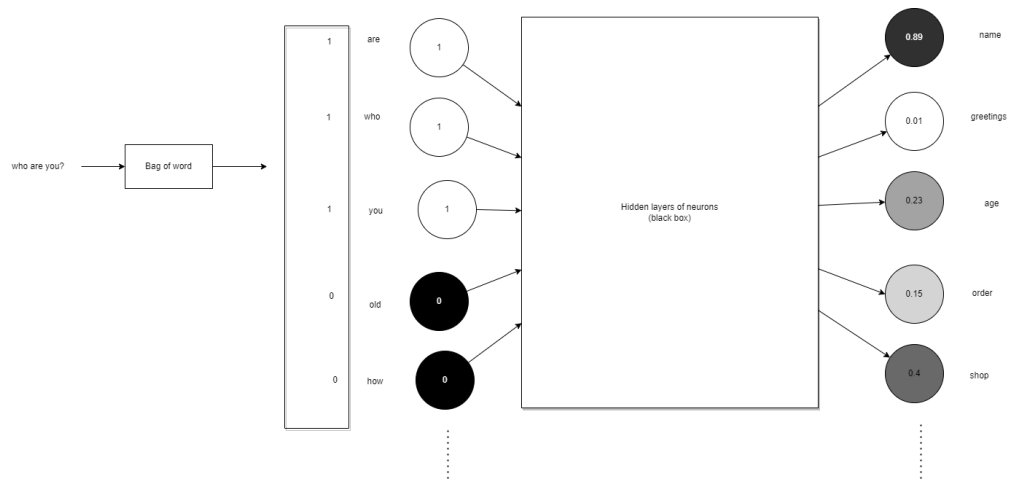 who are you?
Bag of word
1
are
1
1
who
1
1
you
1
0
old
0
0
how
0
Hidden layers of neurons
(black box)
0.89
name
0.01
greetings
0.23
age
0.15
order
0.4
shop